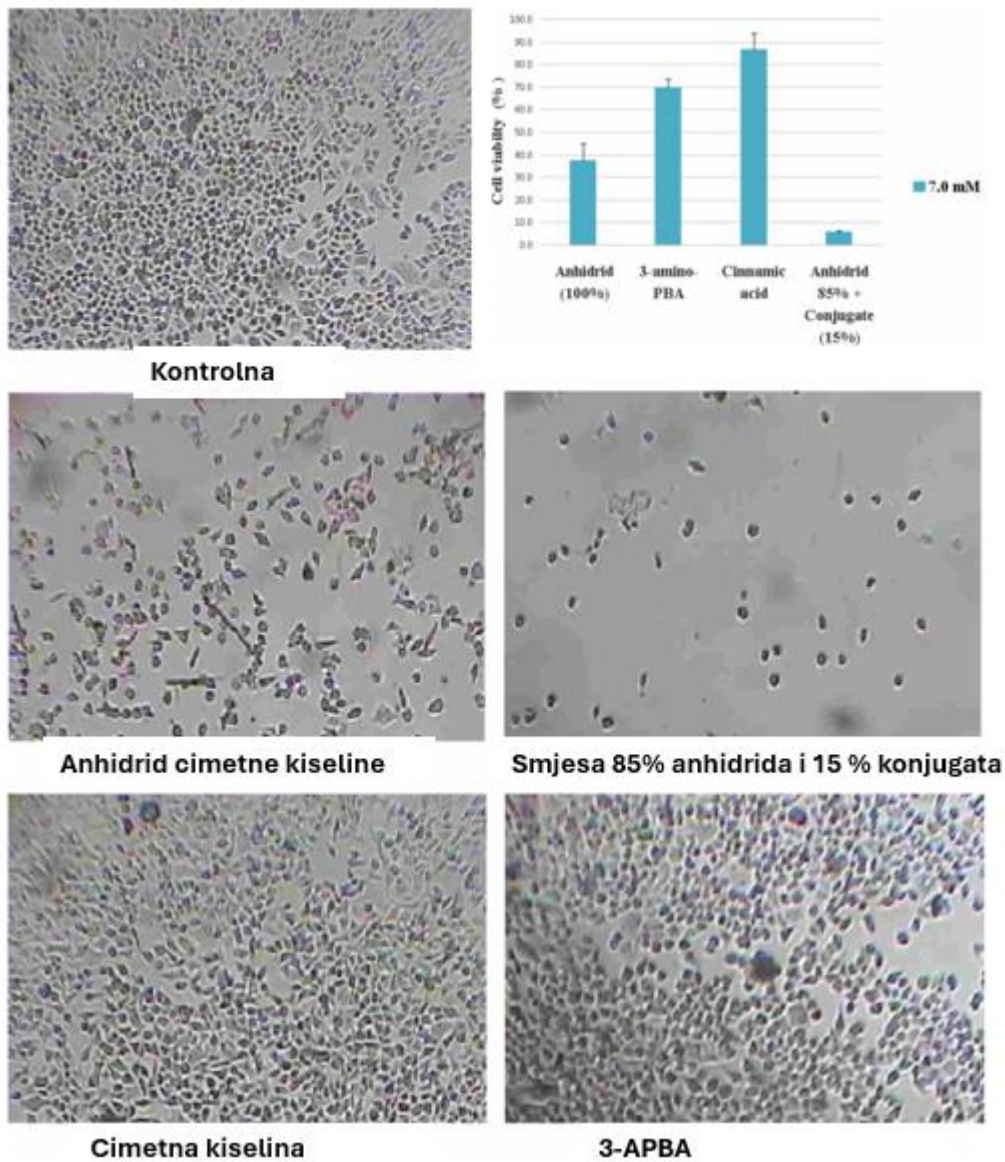 100.0
90.0
80.0
70.0
60.0
50.0
40.0
30.0
20.0
10.0
0.0
Cell viability (% )
Anhidrid
(100%)
3-amino-
PBA
Cinnamic
acid
Anhidrid
85% +
Conjugate
(15%)
7.0 mM
Kontrolna
Anhidrid cimetne kiseline
Smjesa 85% anhidrida i 15 % konjugata
Cimetna kiselina
3-APBA